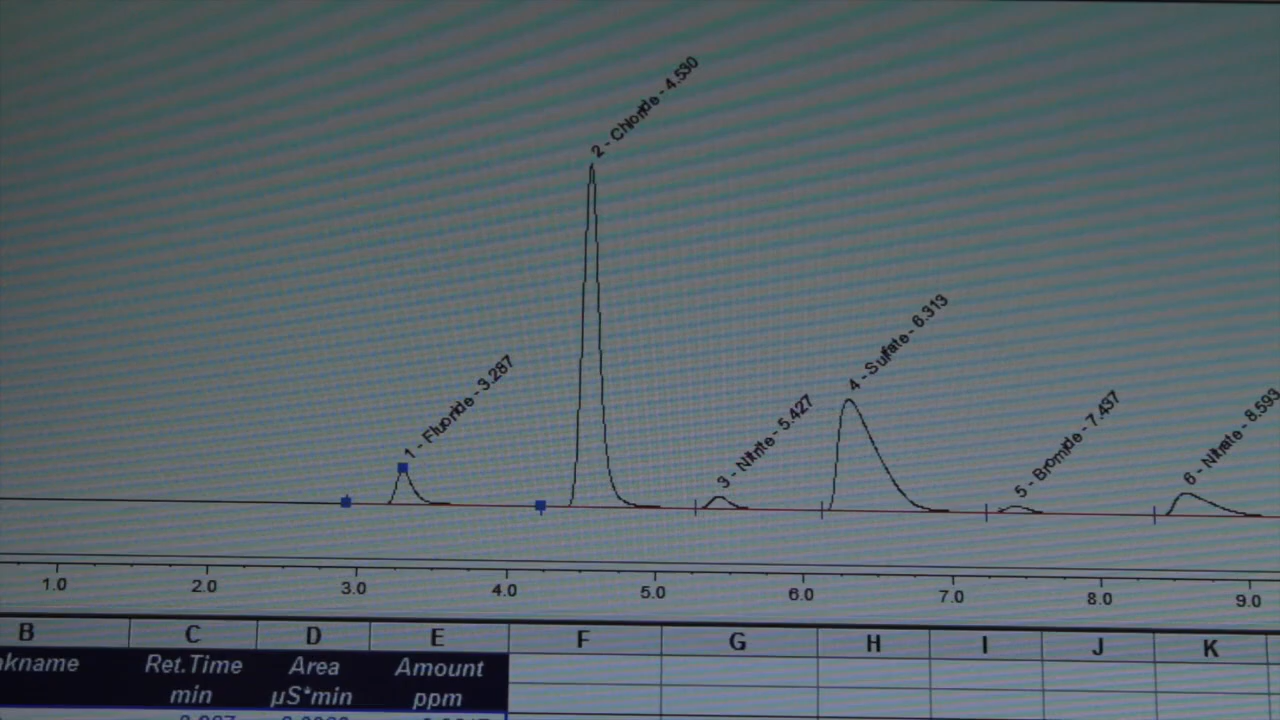 2 - Chloride - 4.530
4 - Sulfate - 6.313
1 - Fluoride - 3.287
3 - Nitrite - 5.427
5 - Bromide - 7.437
6 - Nitrate - 8.593
1.0 2.0 3.0 4.0 5.0 6.0 7.0 8.0 9.0
B C D E F G H I J K
akname Ret.Time Area Amount
min µS*min ppm